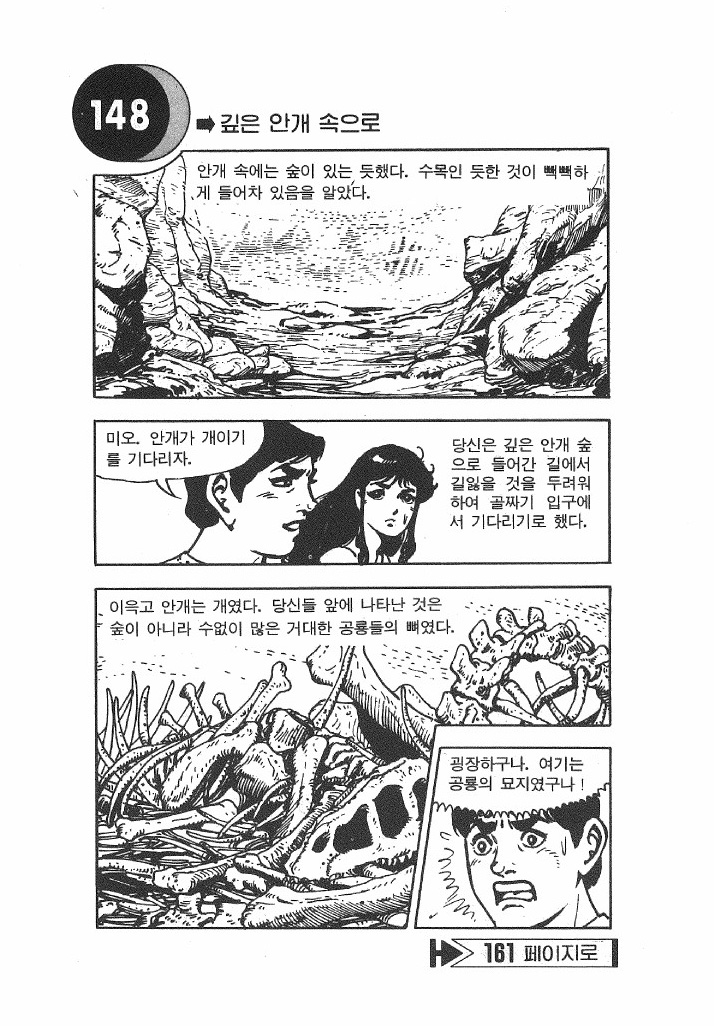 148
➡깊은 안개 속으로
안개 속에는 숲이 있는 듯했다. 수목인 듯한 것이 빽빽하
게 들어차 있음을 알았다.
미오. 안개가 개이기
를 기다리자.
당신은 깊은 안개 숲
으로 들어간 길에서
길잃을 것을 두려워
하여 골짜기 입구에
서 기다리기로 했다.
이윽고 안개는 개였다. 당신들 앞에 나타난 것은
숲이 아니라 수없이 많은 거대한 공룡들의 뼈였다.
굉장하구나. 여기는
공룡의 묘지였구나!
161 페이지로